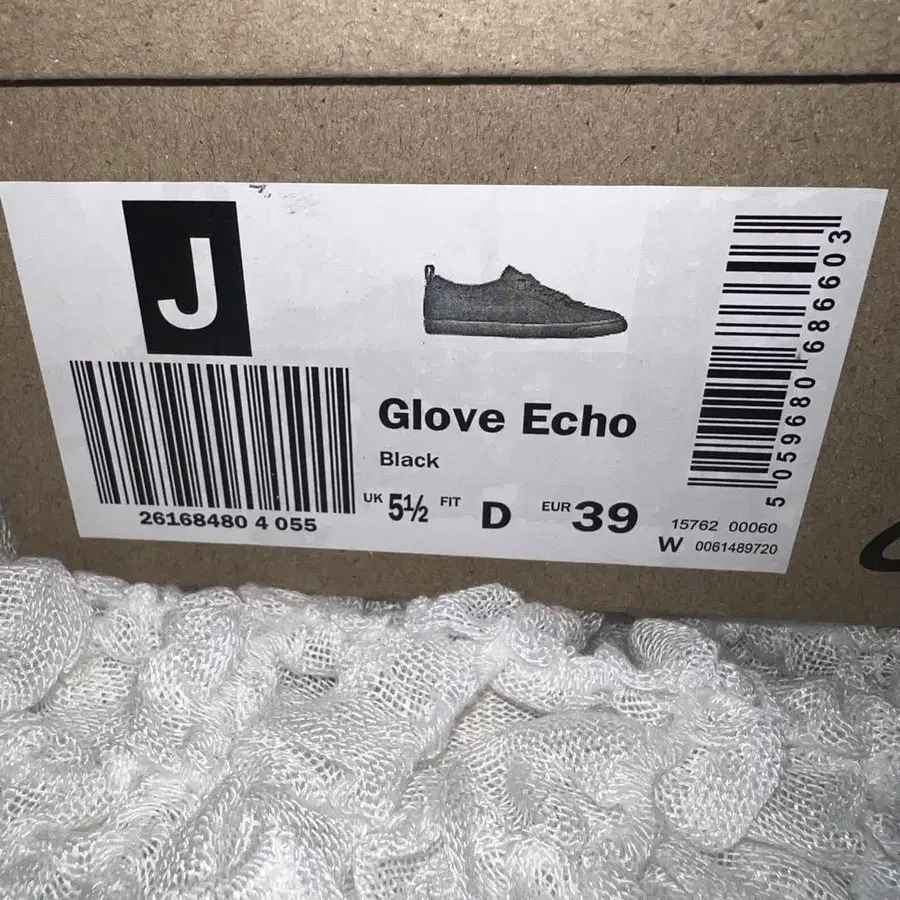 J
26168480 4 055
Glove Echo
Black
UK 5½ FIT D EUR 39
5 059680 686603
15762 00060
W 0061489720